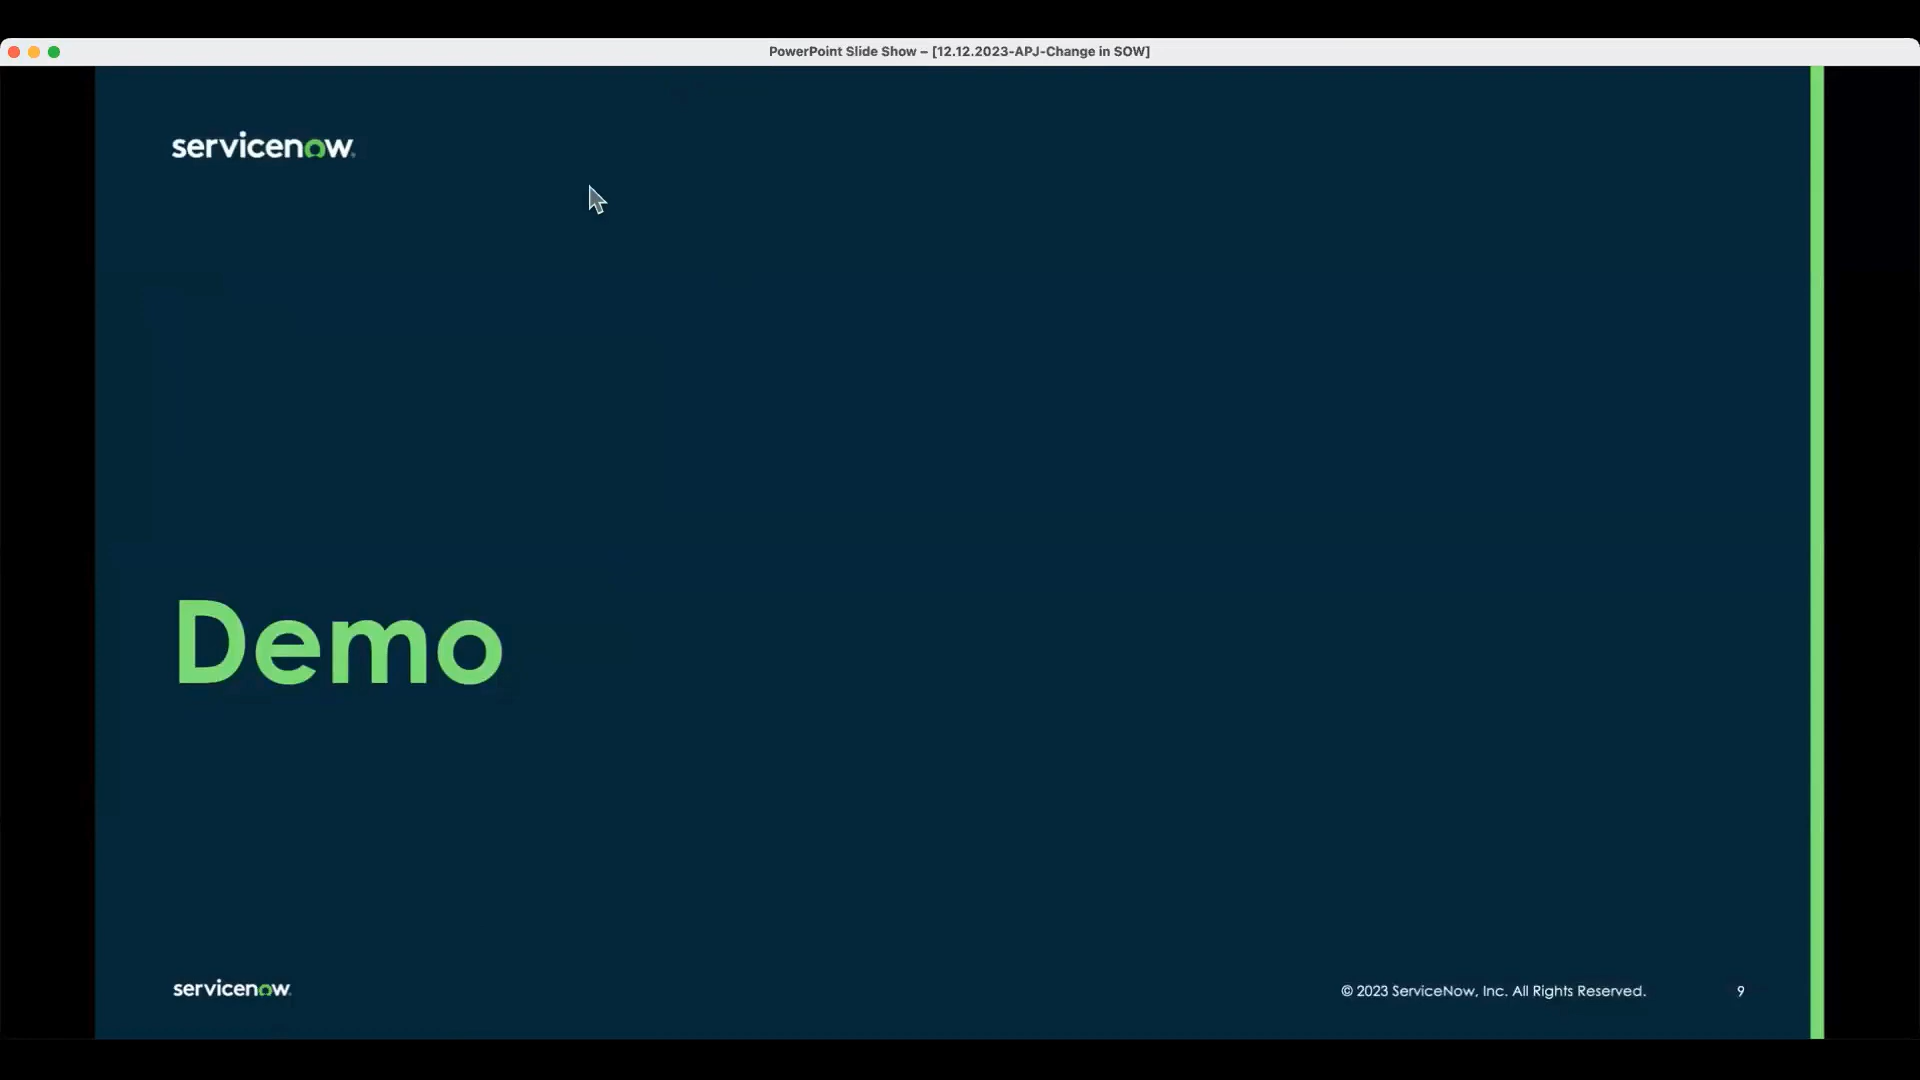 PowerPoint Slide Show – [12.12.2023-APJ-Change in SOW]
servicenow.
Demo
servicenow.
© 2023 ServiceNow, Inc. All Rights Reserved.
9